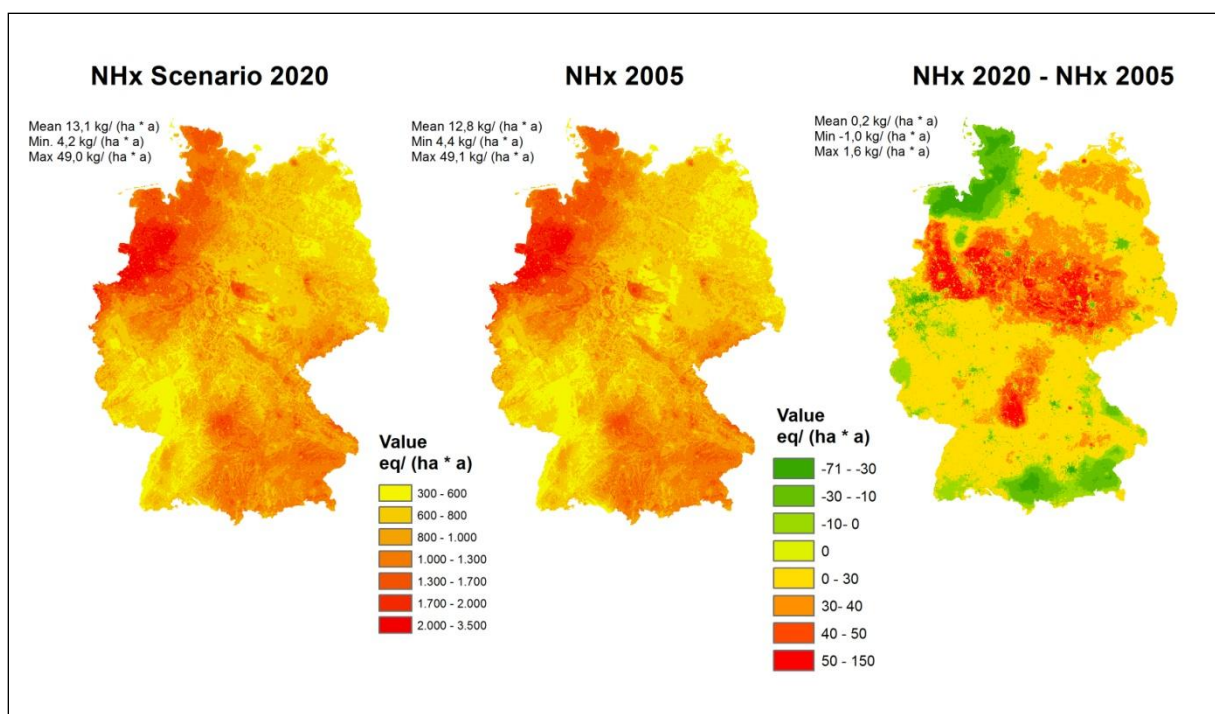 NHx Scenario 2020
Mean 13,1 kg/ (ha * a)
Min. 4,2 kg/ (ha * a)
Max 49,0 kg/ (ha * a)
Value
eq/ (ha * a)
300 - 600
600 - 800
800 - 1.000
1.000 - 1.300
1.300 - 1.700
1.700 - 2.000
2.000 - 3.500
NHx 2005
Mean 12,8 kg/ (ha * a)
Min 4,4 kg/ (ha * a)
Max 49,1 kg/ (ha * a)
NHx 2020 - NHx 2005
Mean 0,2 kg/ (ha * a)
Min -1,0 kg/ (ha * a)
Max 1,6 kg/ (ha * a)
Value
eq/ (ha * a)
-71 - -30
-30 - -10
-10- 0
0
0 - 30
30- 40
40 - 50
50 - 150